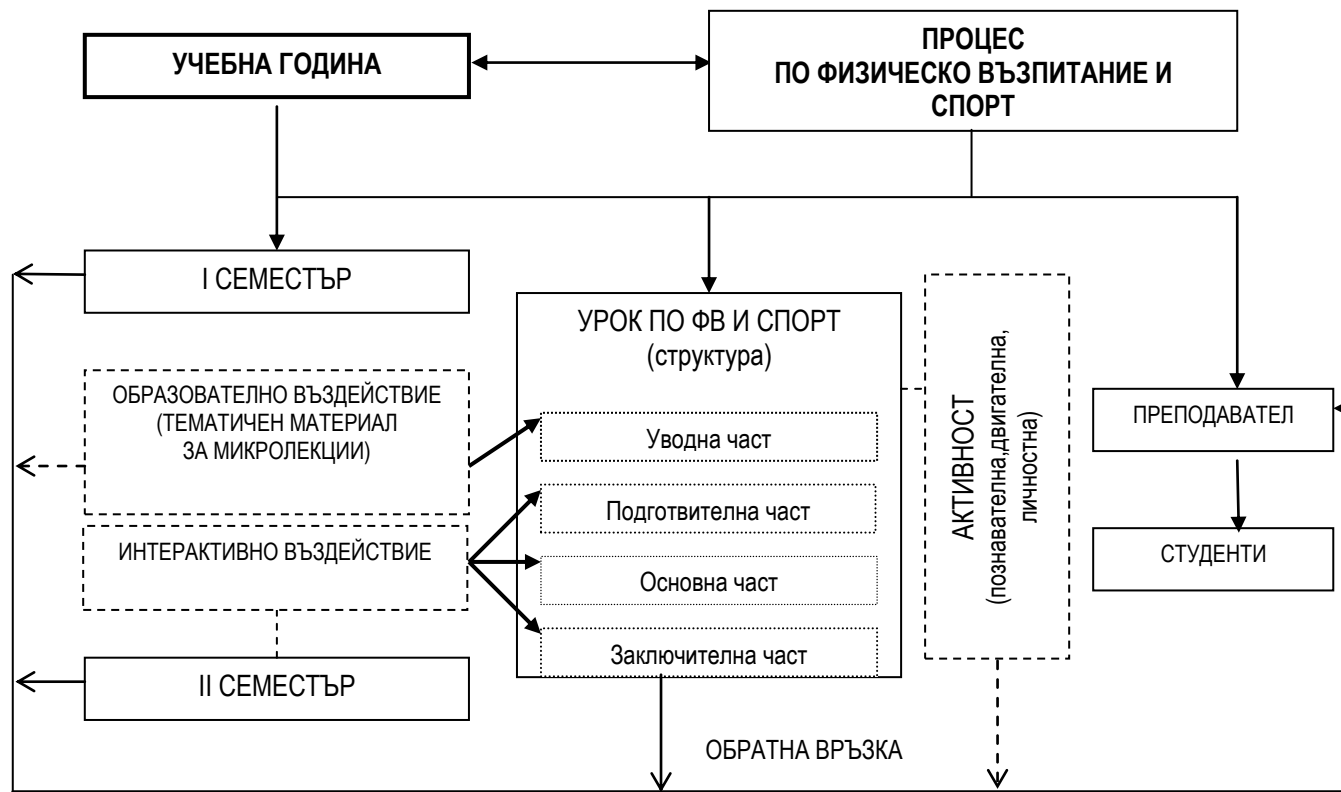 УЧЕБНА ГОДИНА
ПРОЦЕС
ПО ФИЗИЧЕСКО ВЪЗПИТАНИЕ И
СПОРТ
I СЕМЕСТЪР
ОБРАЗОВАТЕЛНО ВЪЗДЕЙСТВИЕ
(ТЕМАТИЧЕН МАТЕРИАЛ
ЗА МИКРОЛЕКЦИИ)
ИНТЕРАКТИВНО ВЪЗДЕЙСТВИЕ
II СЕМЕСТЪР
УРОК ПО ФВ И СПОРТ
(структура)
Уводна част
Подготвителна част
Основна част
Заключителна част
АКТИВНОСТ
(познавателна,двигателна,
личностна)
ПРЕПОДАВАТЕЛ
СТУДЕНТИ
ОБРАТНА ВРЪЗКА